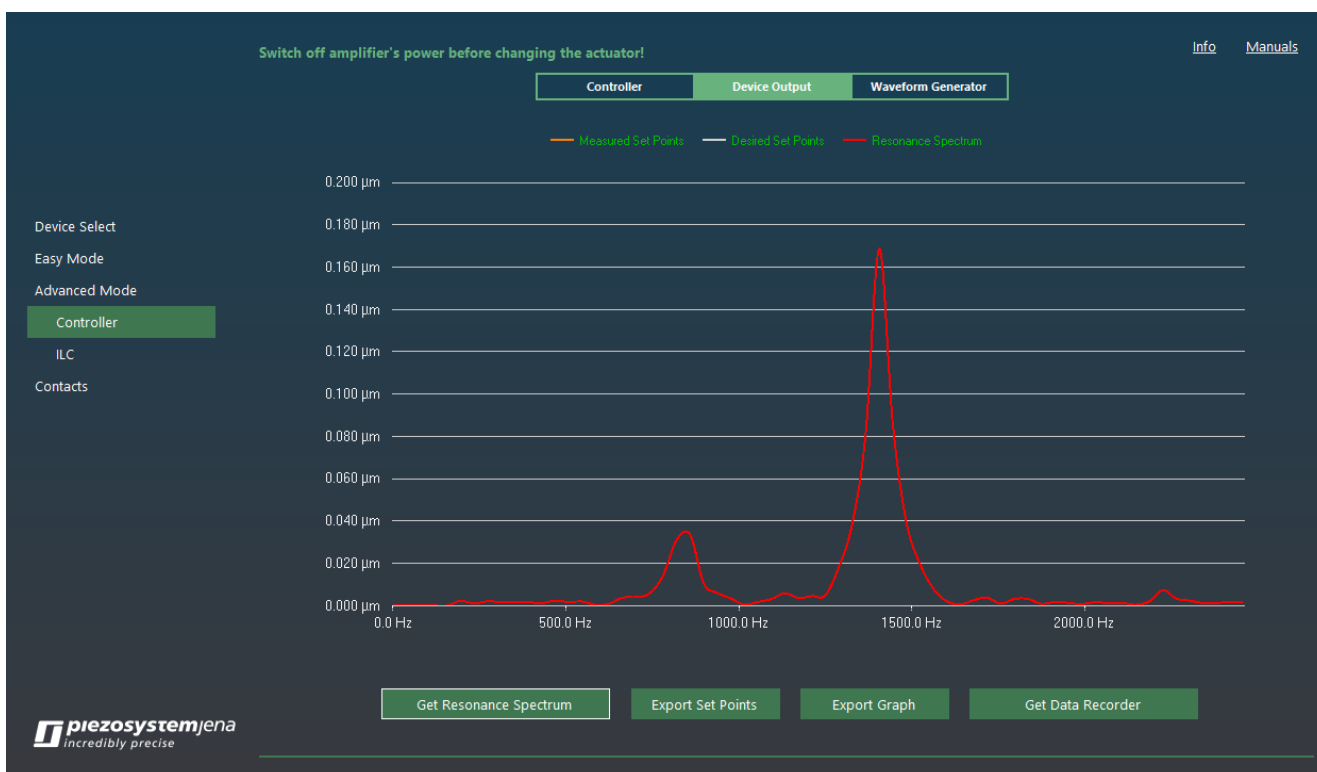 Switch off amplifier's power before changing the actuator!
Info Manuals
Controller Device Output Waveform Generator
Measured Set Points Desired Set Points Resonance Spectrum
Device Select
Easy Mode
Advanced Mode
Controller
ILC
Contacts
0.200 µm
0.180 µm
0.160 µm
0.140 µm
0.120 µm
0.100 µm
0.080 µm
0.060 µm
0.040 µm
0.020 µm
0.000 µm
0.0 Hz 500.0 Hz 1000.0 Hz 1500.0 Hz 2000.0 Hz
Get Resonance Spectrum Export Set Points Export Graph Get Data Recorder
piezosystemjena
incredibly precise